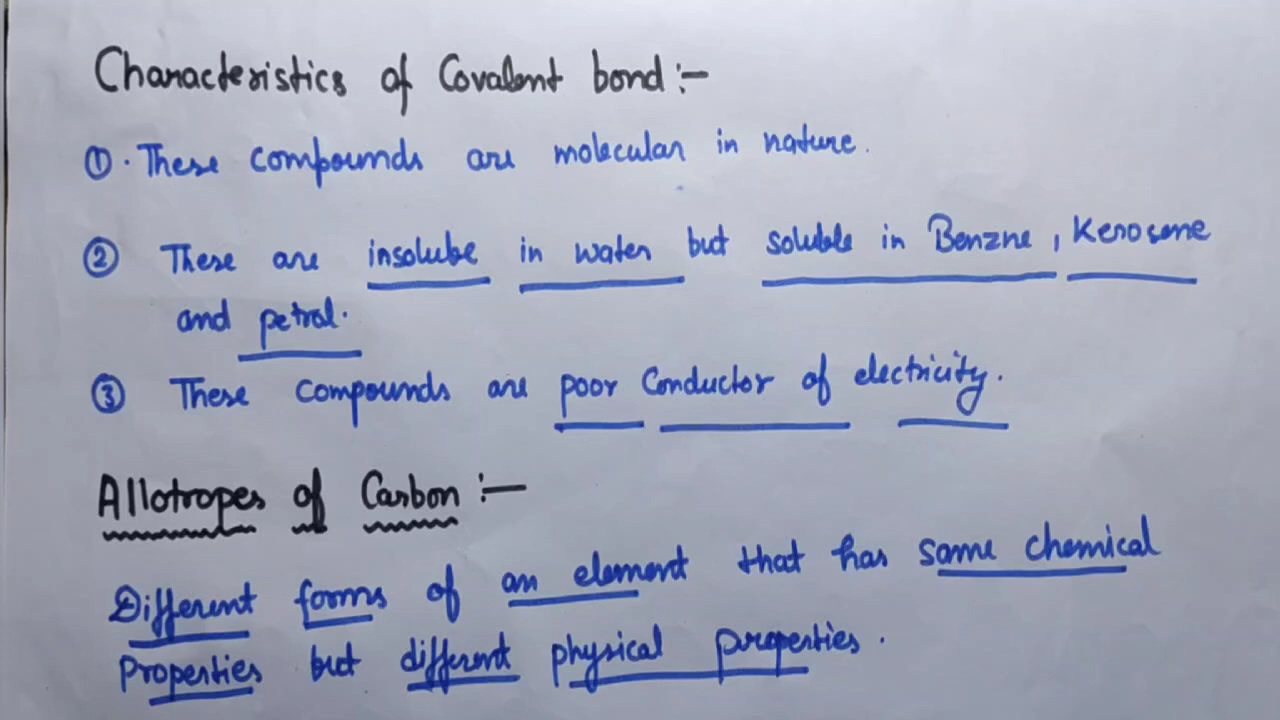 Characteristics of Covalent bond :-
① . These compounds are molecular in nature .
② These are insolube in water but soluble in Benzne , Kerosene
and petral.
③ These compounds are poor Conductor of electricity.
Allotropes of Carbon :-
Different forms of an element that has same chemical
Properties but different physical properties .